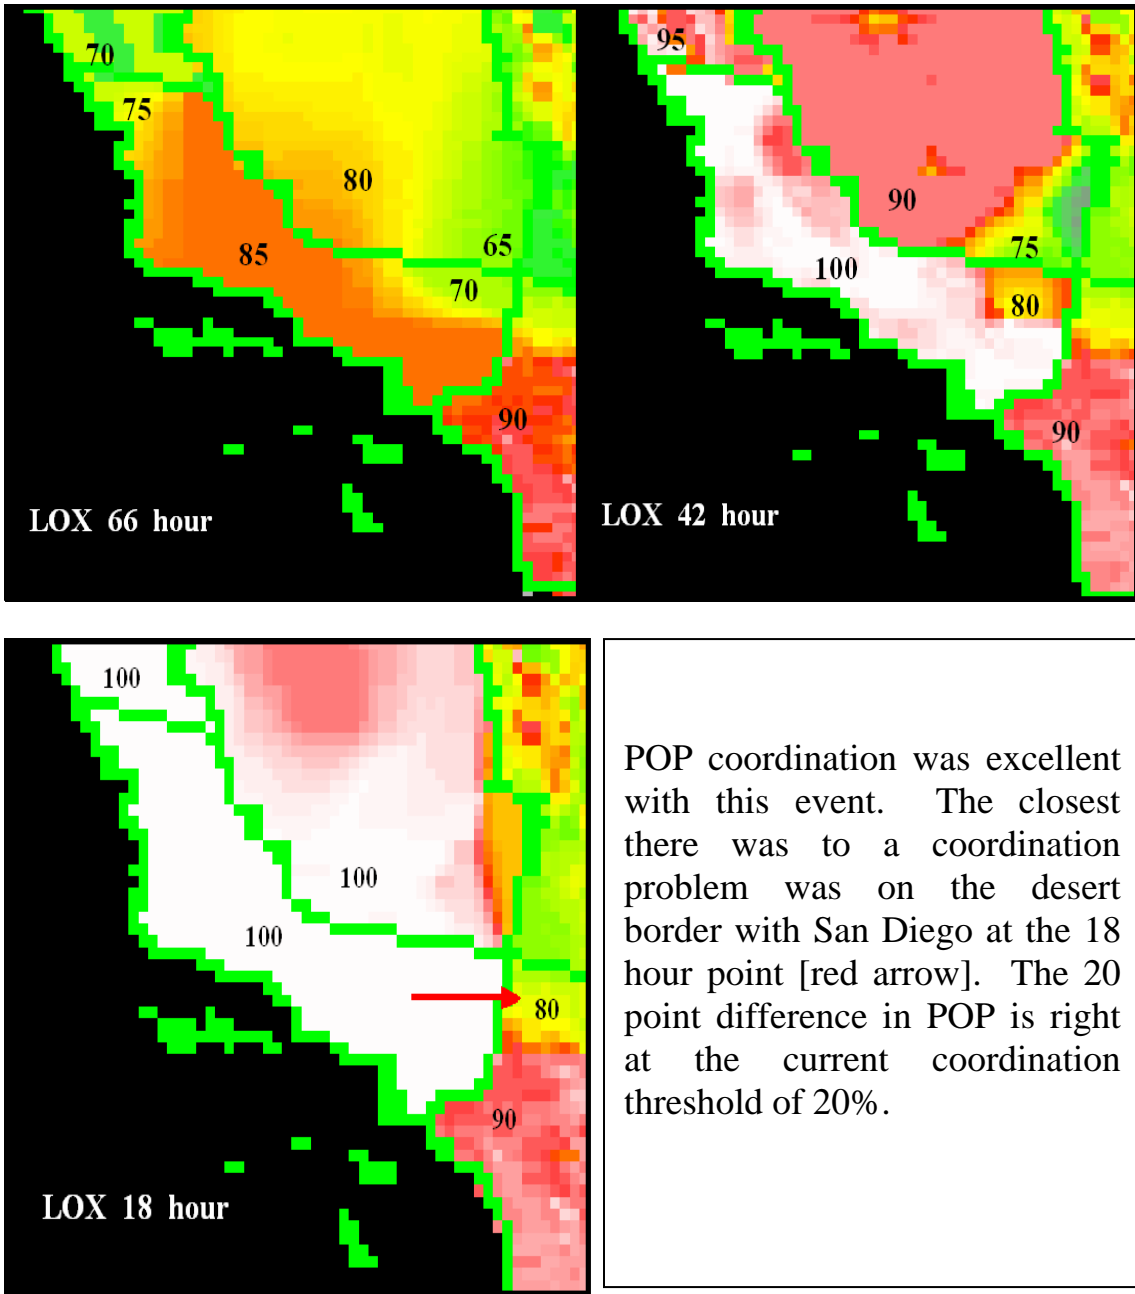 70
75
80
85
65
70
90
LOX 66 hour
95
90
100
75
80
90
LOX 42 hour
100
100
100
80
90
LOX 18 hour
POP coordination was excellent
with this event. The closest
there was to a coordination
problem was on the desert
border with San Diego at the 18
hour point [red arrow]. The 20
point difference in POP is right
at the current coordination
threshold of 20%.